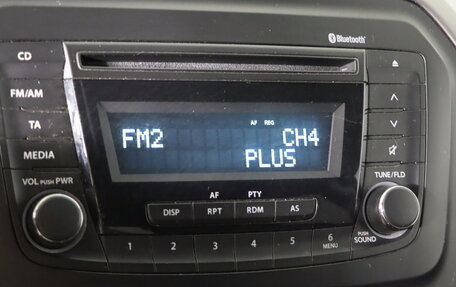 Bluetooth
CD
FM/AM
TA
MEDIA
VOL PUSH PWR
AF REG
FM2 CH4
PLUS
AF PTY
DISP RPT RDM AS
1 2 3 4 5 6
MENU
TUNE/FLD
PUSH
SOUND